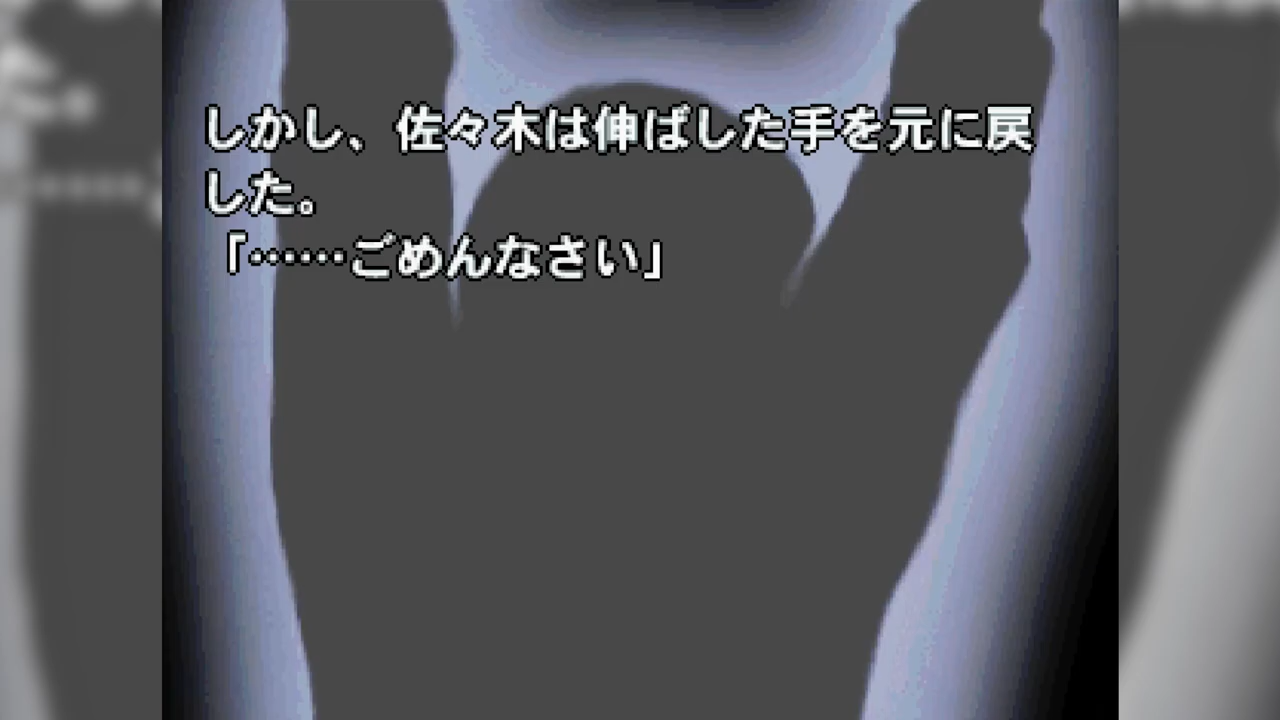 しかし、佐々木は伸ばした手を元に戻
した。
「……ごめんなさい」